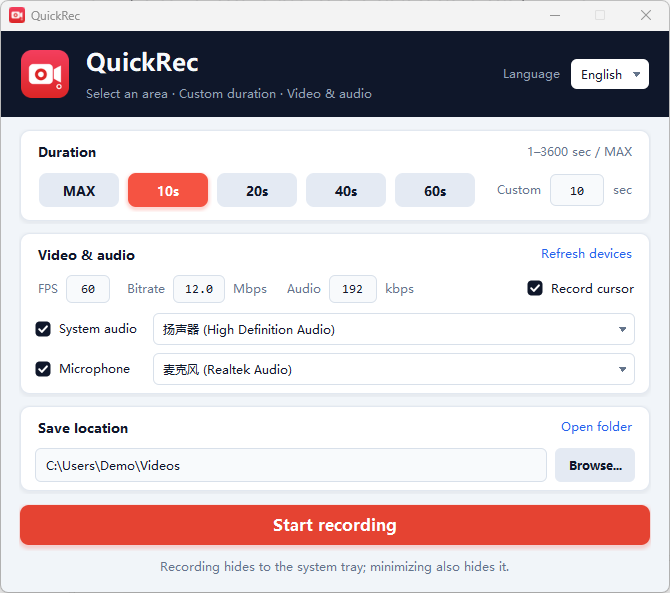 QuickRec
QuickRec
Select an area · Custom duration · Video & audio
Language English
Duration 1–3600 sec / MAX
MAX 10s 20s 40s 60s Custom 10 sec
Video & audio Refresh devices
FPS 60 Bitrate 12.0 Mbps Audio 192 kbps Record cursor
System audio 扬声器 (High Definition Audio)
Microphone 麦克风 (Realtek Audio)
Save location Open folder
C:\Users\Demo\Videos Browse...
Start recording
Recording hides to the system tray; minimizing also hides it.